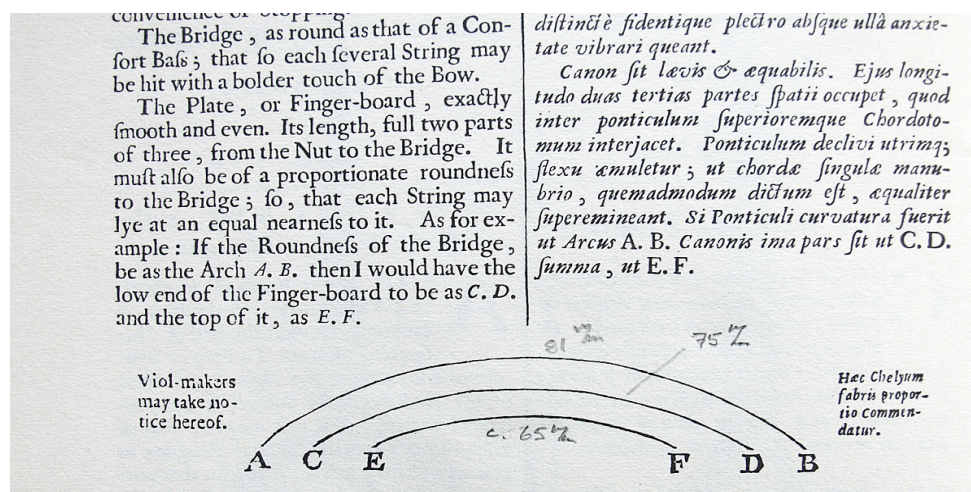 The Bridge, as round as that of a Con-
ſort Baſs; that ſo each ſeveral String may
be hit with a bolder touch of the Bow.
The Plate, or Finger-board, exactly
ſmooth and even. Its length, full two parts
of three, from the Nut to the Bridge. It
muſt alſo be of a proportionate roundneſs
to the Bridge; ſo, that each String may
lye at an equal nearneſs to it. As for ex-
ample: If the Roundneſs of the Bridge,
be as the Arch A. B. then I would have the
low end of the Finger-board to be as C. D.
and the top of it, as E. F.
diſtinctè fidentique plectro abſque ullâ anxie-
tate vibrari queant.
Canon ſit lævis & æquabilis. Ejus longi-
tudo duas tertias partes ſpatii occupet, quod
inter ponticulum ſuperioremque Chordoto-
mum interjacet. Ponticulum declivi utrimq;
flexu æmuletur; ut chordæ ſingulæ manu-
brio, quemadmodum dictum eſt, æqualiter
ſuperemineant. Si Ponticuli curvatura fuerit
ut Arcus A. B. Canonis ima pars ſit ut C. D.
ſumma, ut E. F.
81
75
Viol-makers
may take no-
tice hereof.
Hæc Chelyum
fabris propor-
tio Commen-
datur.
c. 65
A C E F D B